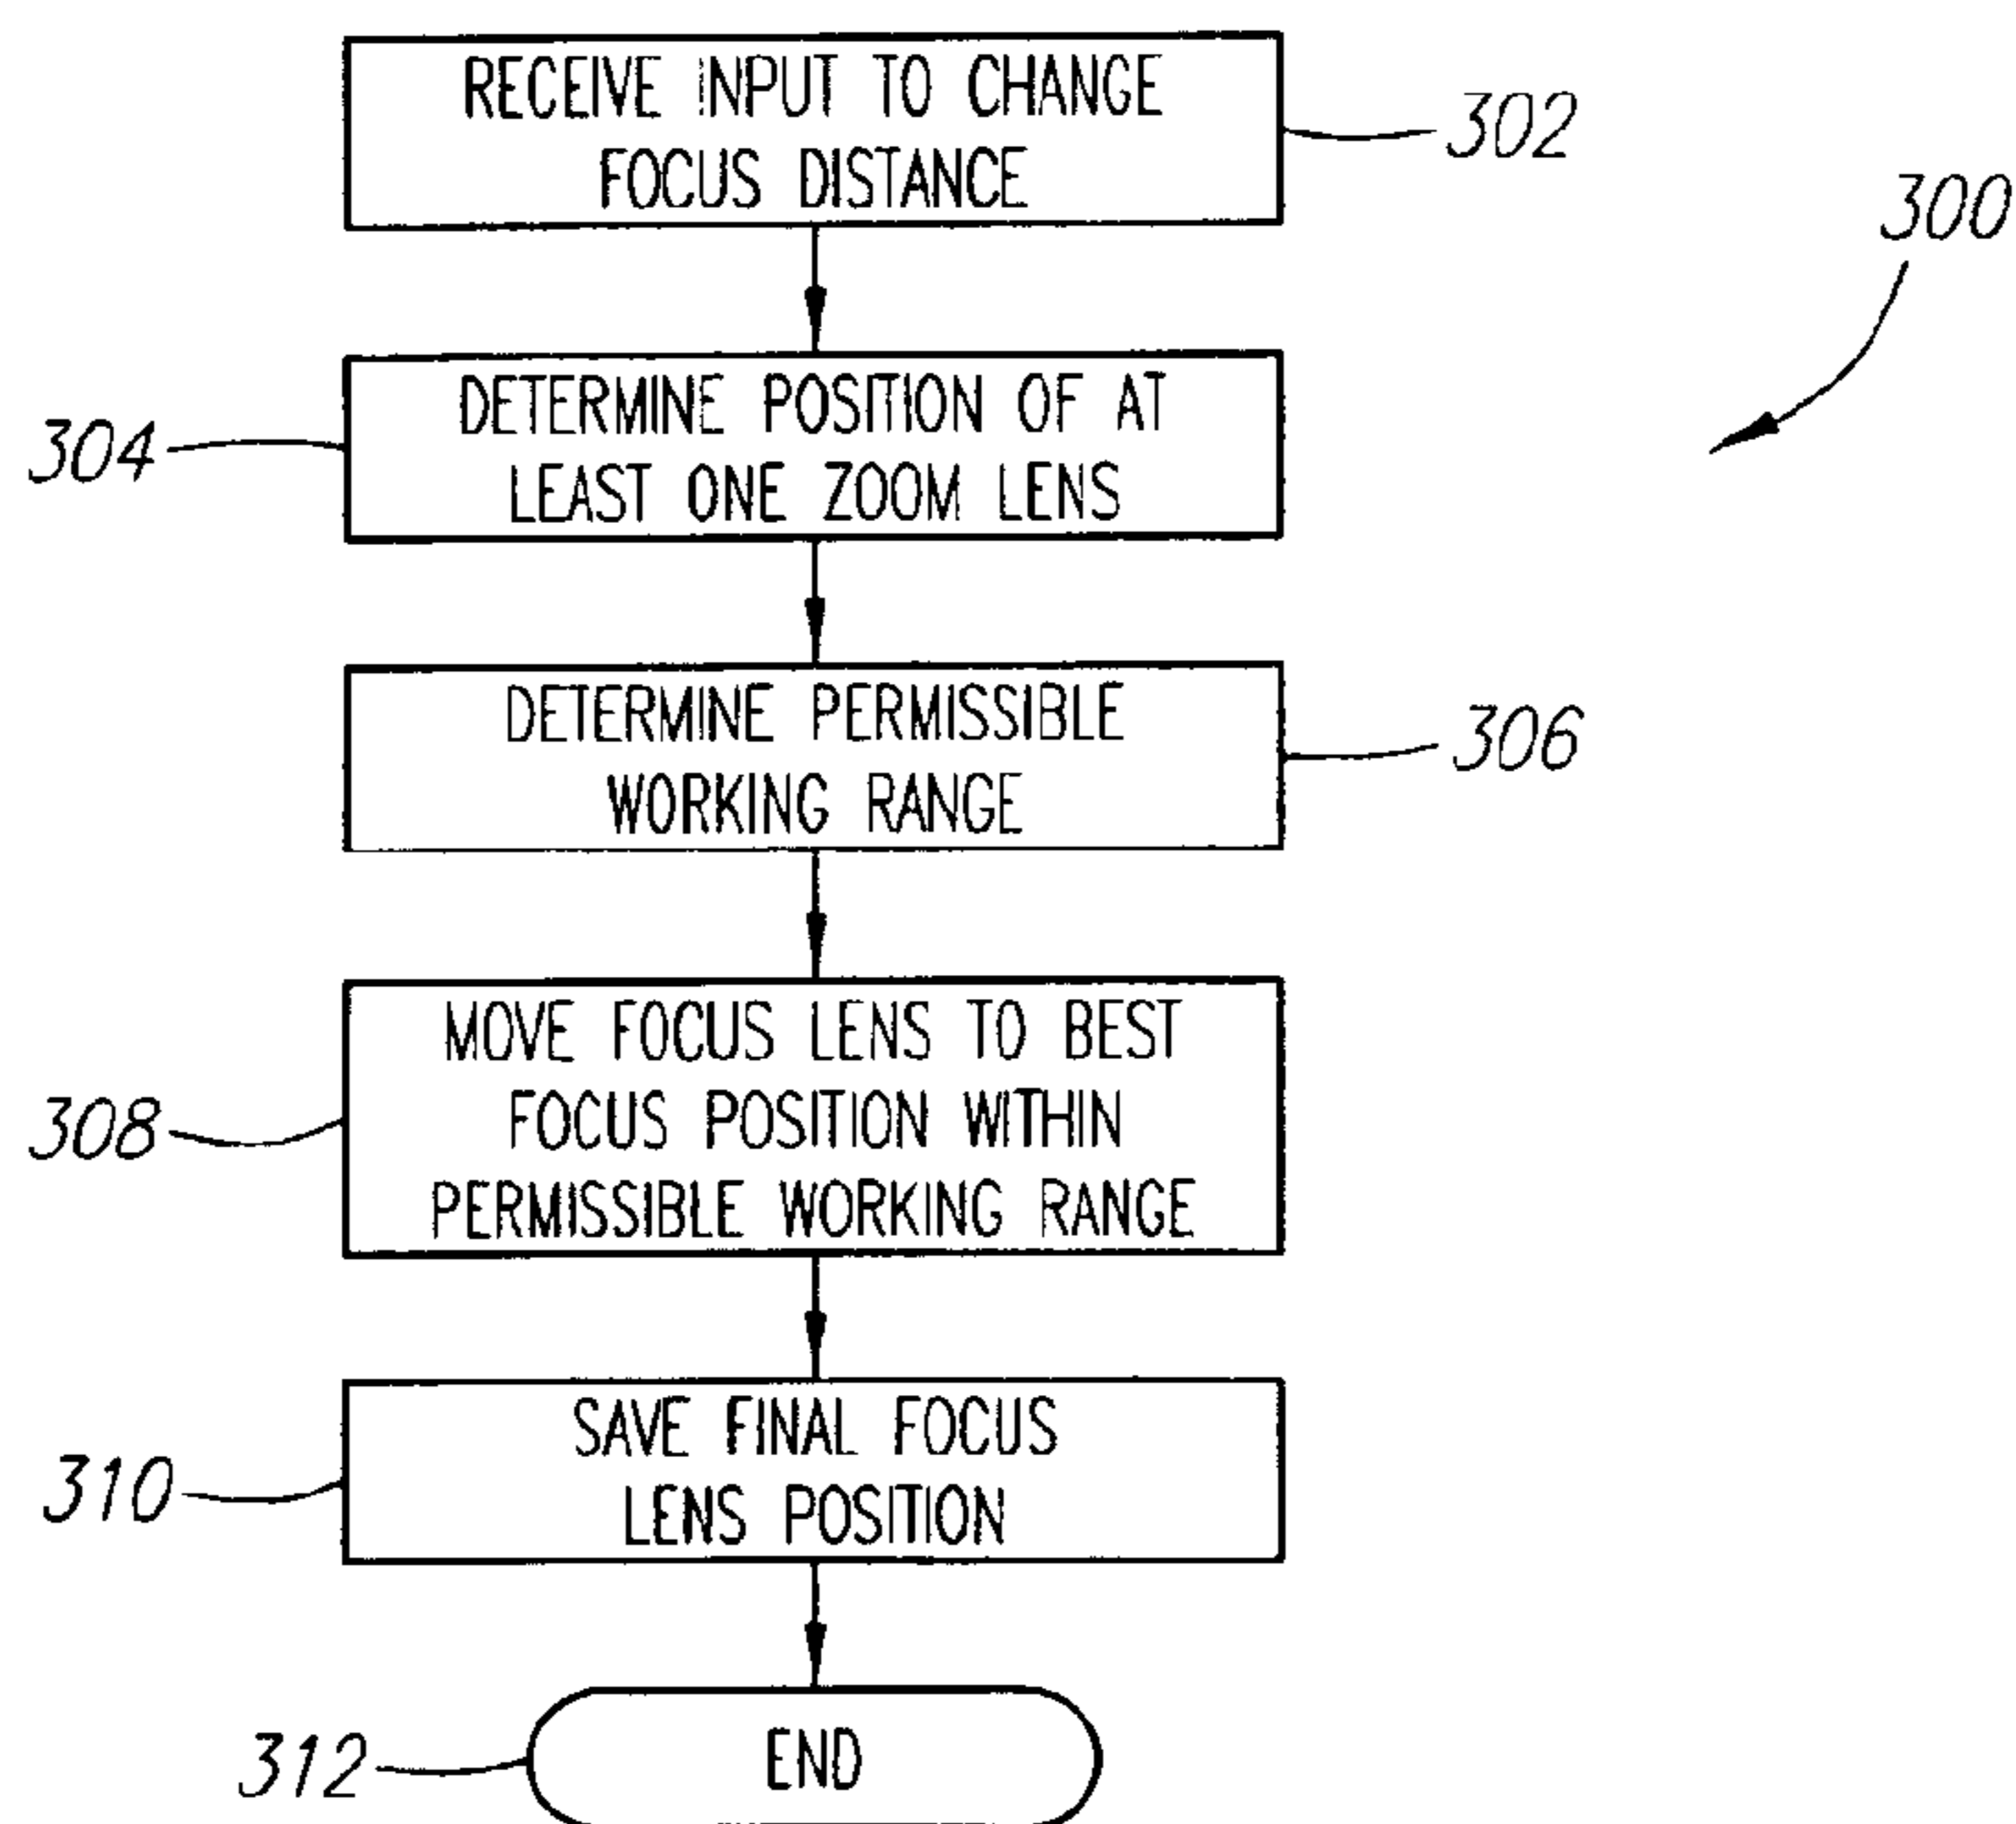 RECEIVE INPUT TO CHANGE
FOCUS DISTANCE
302
300
DETERMINE POSITION OF AT
LEAST ONE ZOOM LENS
304
DETERMINE PERMISSIBLE
WORKING RANGE
306
MOVE FOCUS LENS TO BEST
FOCUS POSITION WITHIN
PERMISSIBLE WORKING RANGE
308
SAVE FINAL FOCUS
LENS POSITION
310
END
312